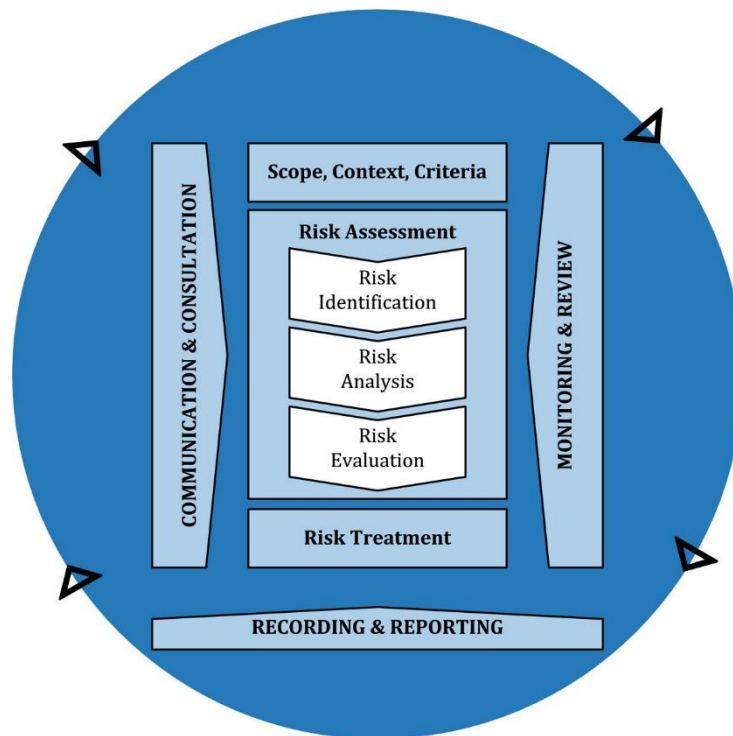 Scope, Context, Criteria
Risk Assessment
Risk
Identification
Risk
Analysis
Risk
Evaluation
Risk Treatment
COMMUNICATION & CONSULTATION
MONITORING & REVIEW
RECORDING & REPORTING